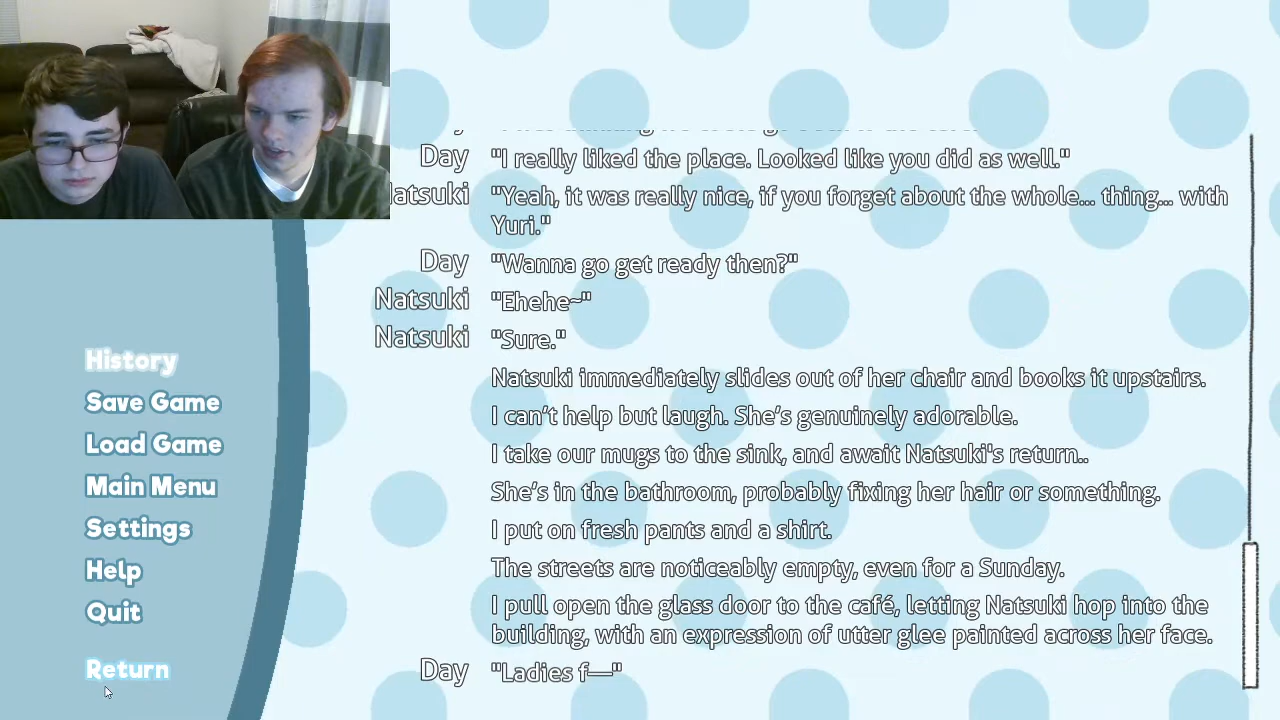 Day "I really liked the place. Looked like you did as well."
Natsuki "Yeah, it was really nice, if you forget about the whole... thing... with
Yuri."
Day "Wanna go get ready then?"
Natsuki "Ehehe~"
Natsuki "Sure."
Natsuki immediately slides out of her chair and books it upstairs.
I can't help but laugh. She's genuinely adorable.
I take our mugs to the sink, and await Natsuki's return..
She's in the bathroom, probably fixing her hair or something.
I put on fresh pants and a shirt.
The streets are noticeably empty, even for a Sunday.
I pull open the glass door to the café, letting Natsuki hop into the
building, with an expression of utter glee painted across her face.
Day "Ladies f—"
History
Save Game
Load Game
Main Menu
Settings
Help
Quit
Return